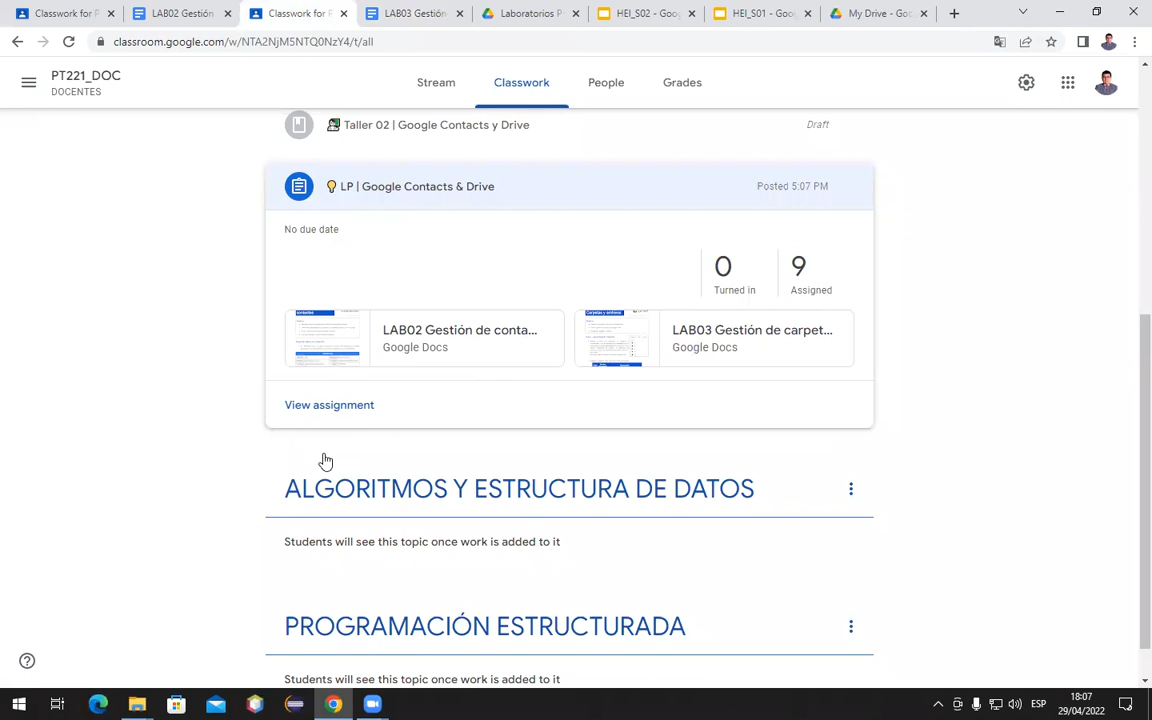 Classwork for P
LAB02 Gestión
Classwork for P
LAB03 Gestión
Laboratorios P
HEI_S02 - Goog
HEI_S01 - Goog
My Drive - Goo
classroom.google.com/w/NTA2NjM5NTQ0NzY4/t/all
PT221_DOC
DOCENTES
Stream
Classwork
People
Grades
Taller 02 | Google Contacts y Drive
Draft
LP | Google Contacts & Drive
Posted 5:07 PM
No due date
0
9
Turned in
Assigned
LAB02 Gestión de conta...
Google Docs
LAB03 Gestión de carpet...
Google Docs
View assignment
ALGORITMOS Y ESTRUCTURA DE DATOS
Students will see this topic once work is added to it
PROGRAMACIÓN ESTRUCTURADA
Students will see this topic once work is added to it
ESP
18:07
29/04/2022